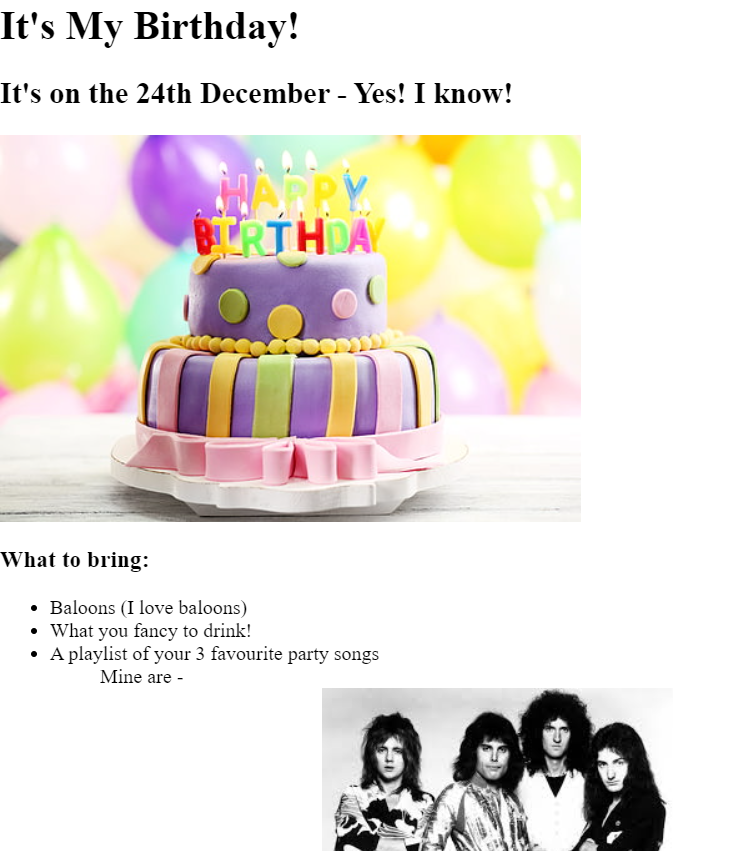 It's My Birthday!
It's on the 24th December - Yes! I know!
HAPPY
BIRTHDAY
What to bring:
Baloons (I love baloons)
What you fancy to drink!
A playlist of your 3 favourite party songs
Mine are -